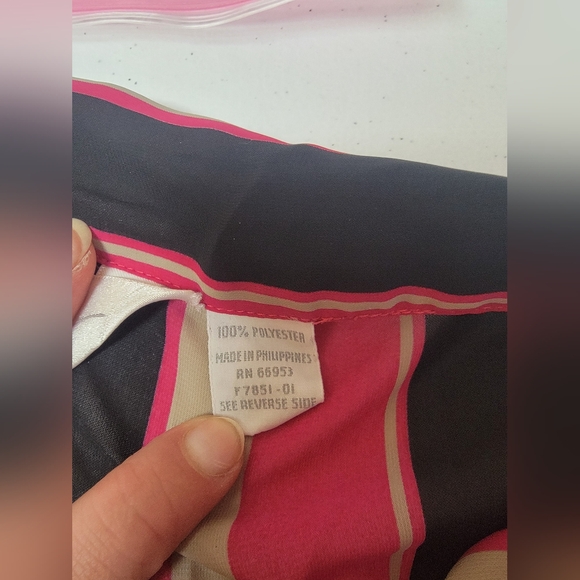 100% POLYESTER
MADE IN PHILIPPINES
RN 66953
F7851-01
SEE REVERSE SIDE